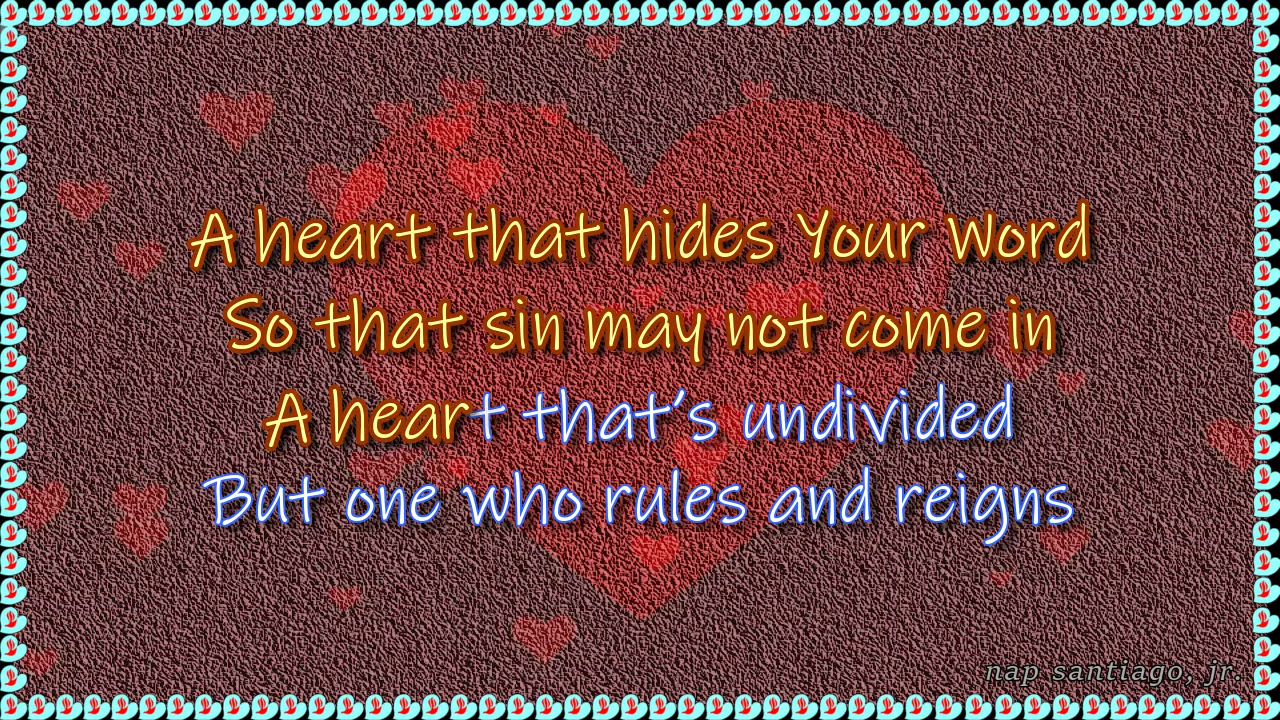 A heart that hides Your Word
So that sin may not come in
A heart that's undivided
But one who rules and reigns
nap santiago, jr.